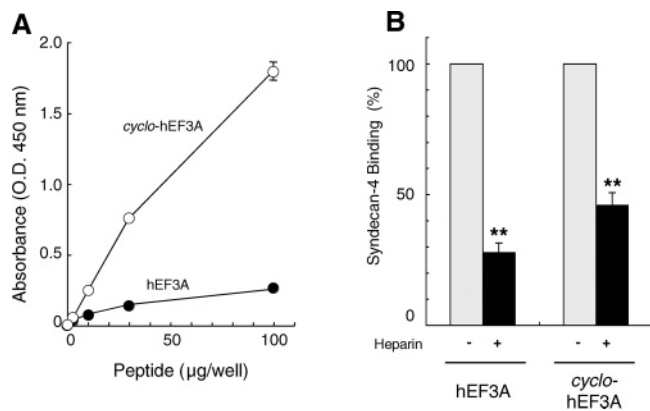 A
Absorbance (O.D. 450 nm)
2.0
1.5
1.0
0.5
0
cyclo-hEF3A
hEF3A
0
50
100
Peptide (µg/well)
B
Syndecan-4 Binding (%)
100
50
0
**
**
Heparin - + - +
hEF3A
cyclo-
hEF3A